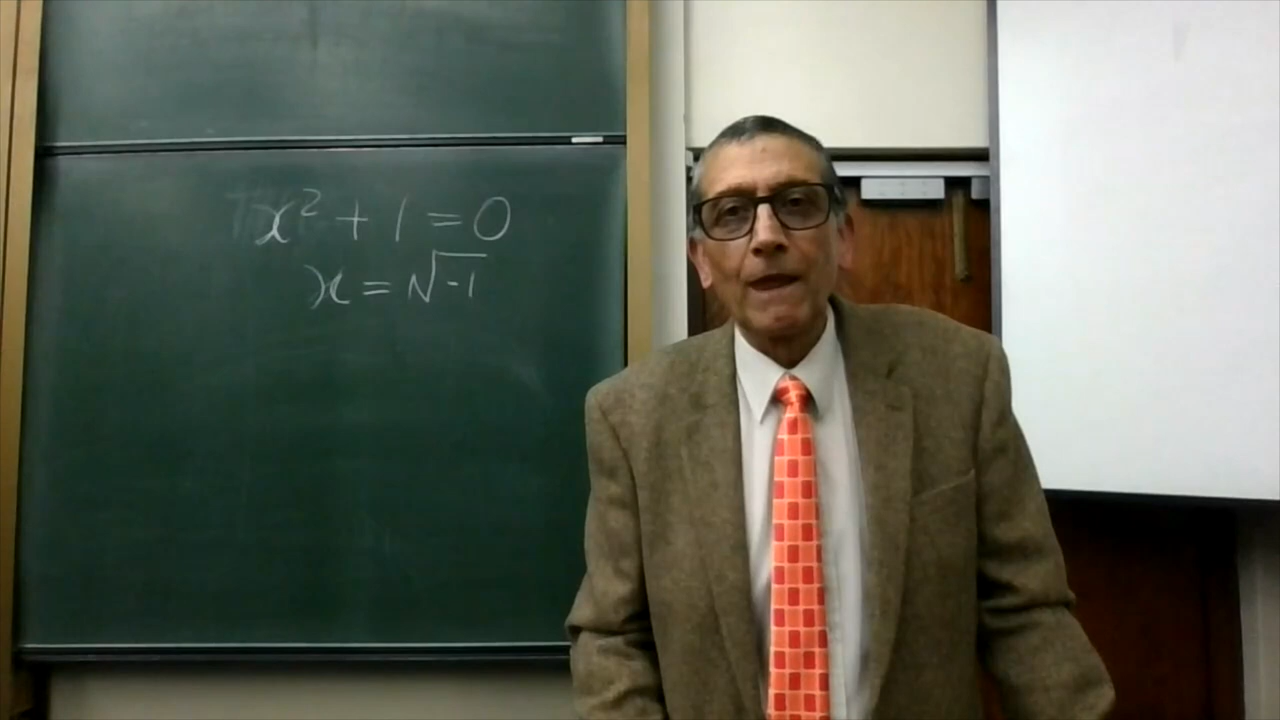 x² + 1 = 0
x = √-1